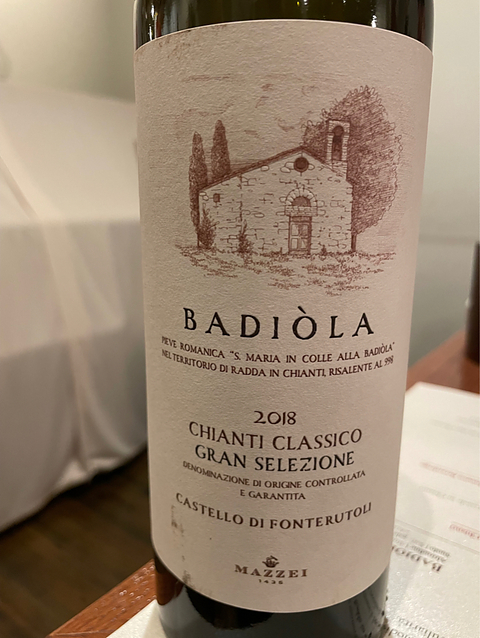 BADIÒLA
PIEVE ROMANICA "S. MARIA IN COLLE ALLA BADIÒLA"
NEL TERRITORIO DI RADDA IN CHIANTI, RISALENTE AL 998
2018
CHIANTI CLASSICO
GRAN SELEZIONE
DENOMINAZIONE DI ORIGINE CONTROLLATA
E GARANTITA
CASTELLO DI FONTERUTOLI
MAZZEI
1435